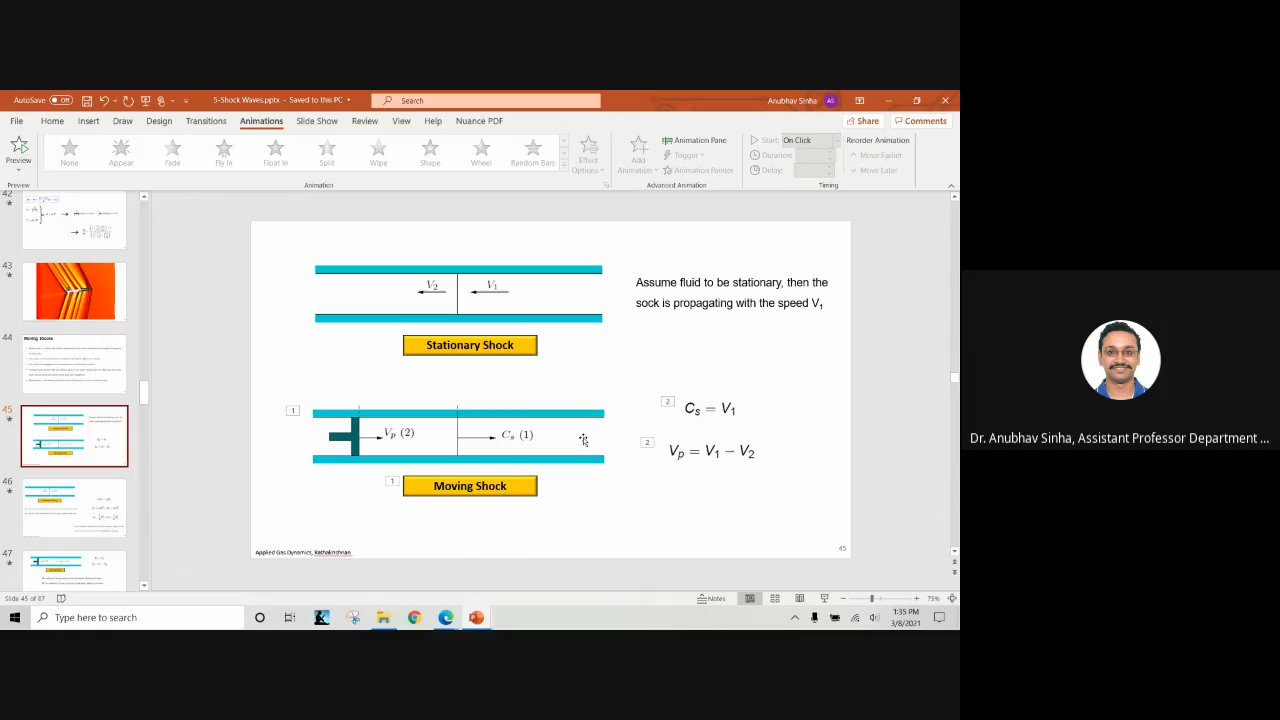 AutoSave Off
5-Shock Waves.pptx - Saved to this PC
Search
Anubhav Sinha AS
File Home Insert Draw Design Transitions Animations Slide Show Review View Help Nuance PDF
Share Comments
Preview
None Appear Fade Fly In Float In Split Wipe Shape Wheel Random Bars
Effect Options
Add Animation
Animation Pane
Trigger
Animation Painter
Start: On Click
Duration:
Delay:
Reorder Animation
Move Earlier
Move Later
Preview Animation Advanced Animation Timing
42
43
44
Moving Shocks
45
46
47
V2 V1
Stationary Shock
Assume fluid to be stationary, then the
sock is propagating with the speed V1
1
Vp (2) Cs (1)
1
Moving Shock
2
Cs = V1
2
Vp = V1 − V2
Applied Gas Dynamics, Rathakrishnan.
45
Slide 45 of 87
Notes
75%
Type here to search
1:35 PM
3/8/2021
Dr. Anubhav Sinha, Assistant Professor Department ...